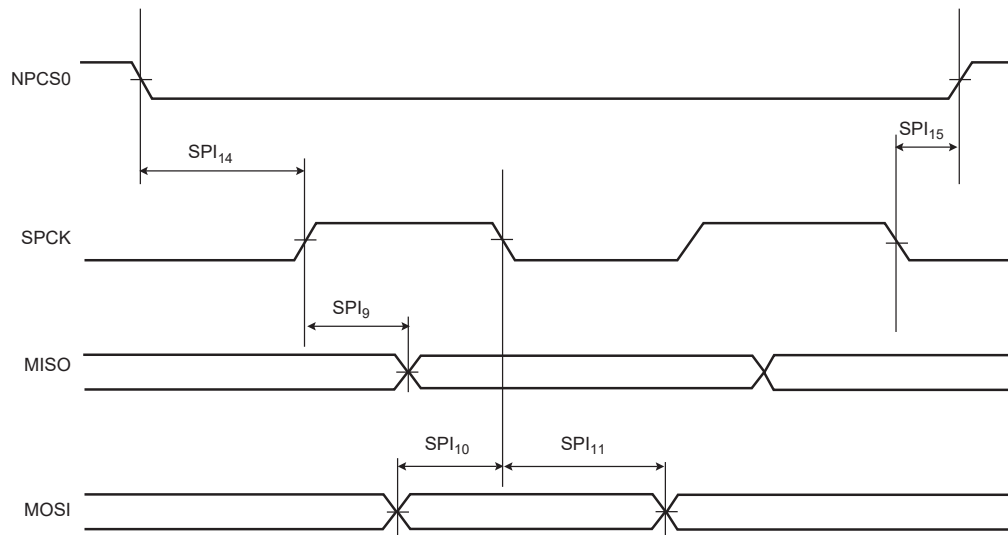 NPCS0
SPI₁₅
SPI₁₄
SPCK
SPI₉
MISO
SPI₁₀ SPI₁₁
MOSI